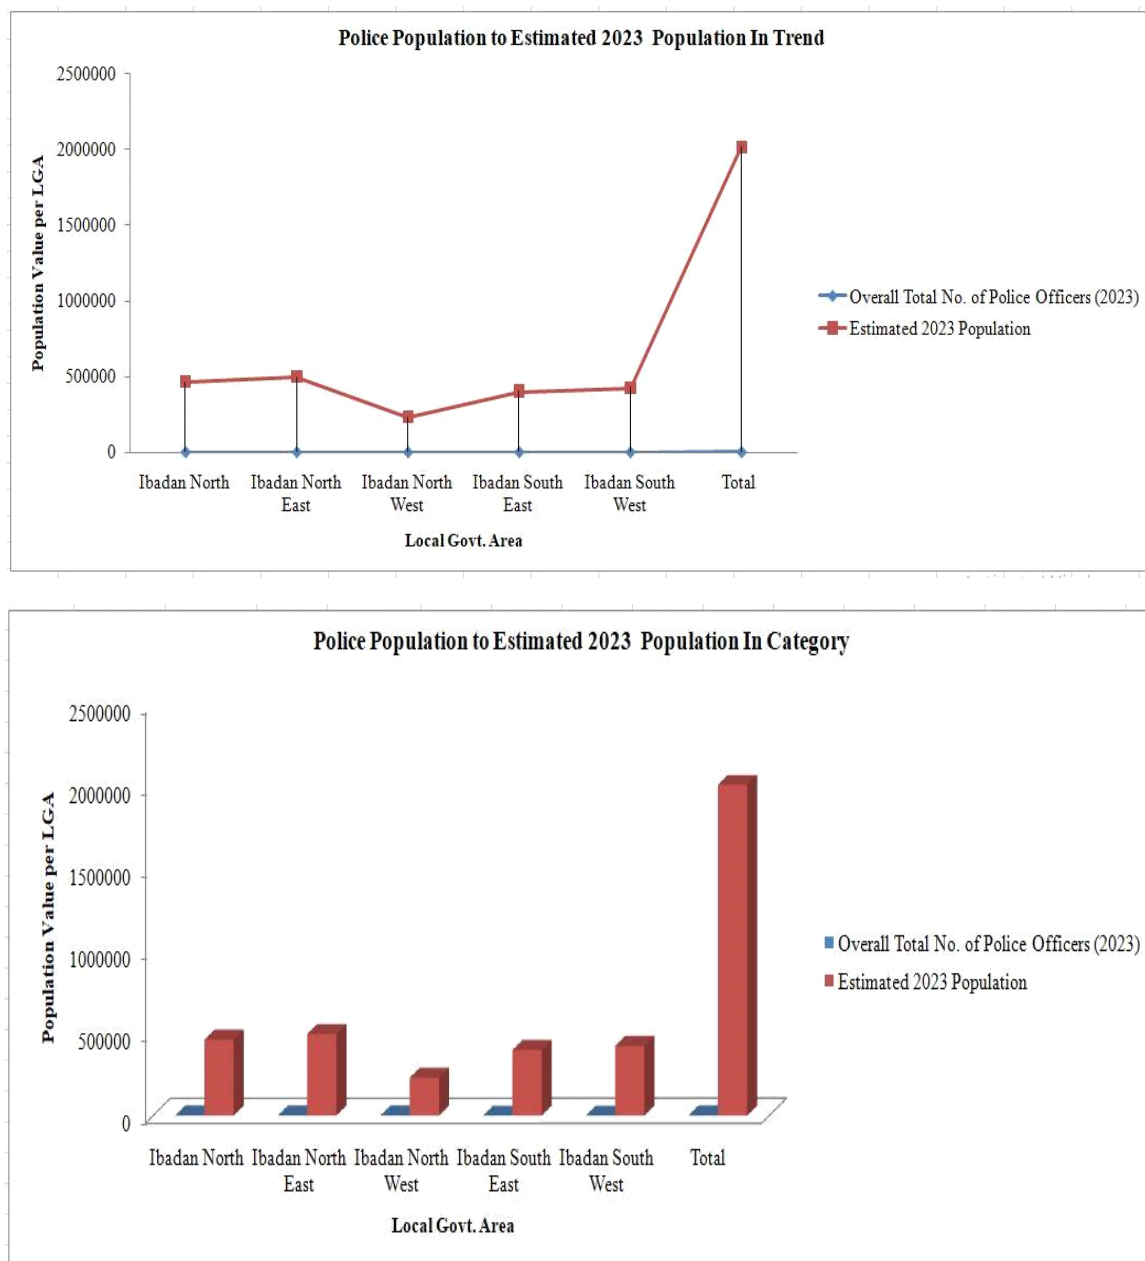 Police Population to Estimated 2023 Population In Trend
2500000
2000000
1500000
1000000
500000
0
Population Value per LGA
Ibadan North
Ibadan North East
Ibadan North West
Ibadan South East
Ibadan South West
Total
Local Govt. Area
Overall Total No. of Police Officers (2023)
Estimated 2023 Population
Police Population to Estimated 2023 Population In Category
2500000
2000000
1500000
1000000
500000
0
Population Value per LGA
Ibadan North
Ibadan North East
Ibadan North West
Ibadan South East
Ibadan South West
Total
Local Govt. Area
Overall Total No. of Police Officers (2023)
Estimated 2023 Population